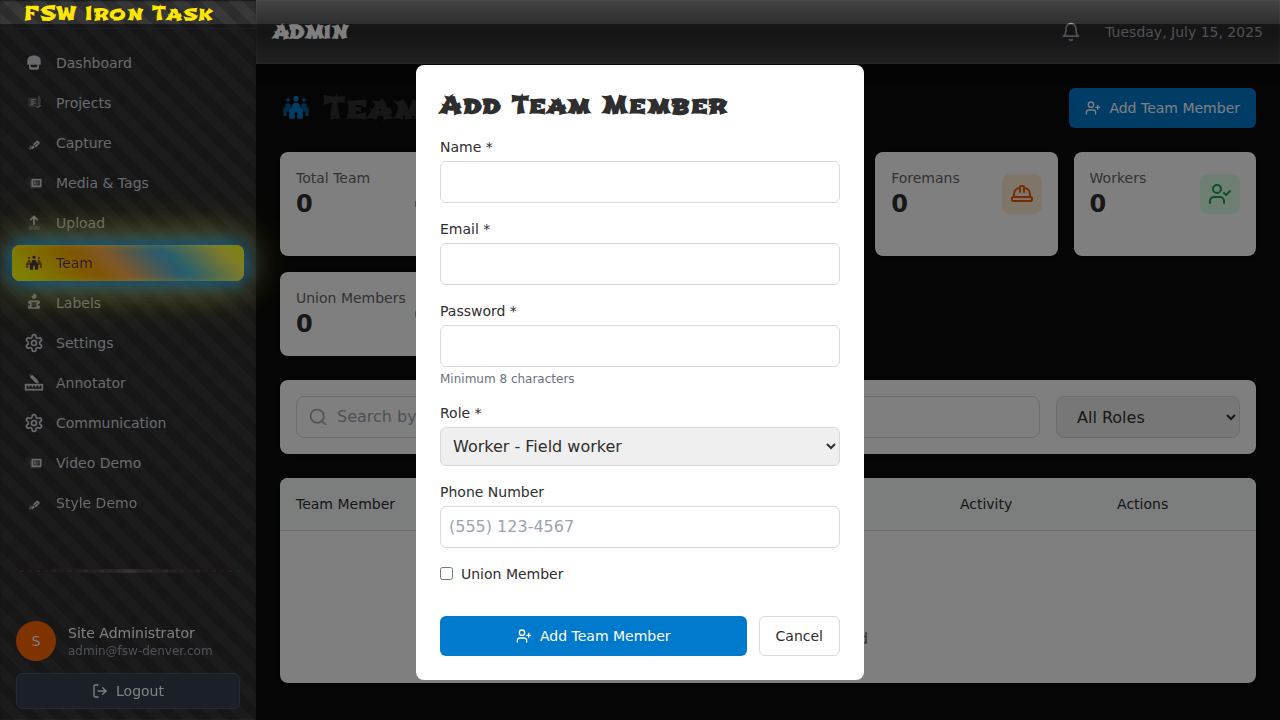 FSW Iron Task
Dashboard
Projects
Capture
Media & Tags
Upload
Team
Labels
Settings
Annotator
Communication
Video Demo
Style Demo
S
Site Administrator
admin@fsw-denver.com
Logout
Admin
Tuesday, July 15, 2025
Team
Add Team Member
Total Team
0
Foremans
0
Workers
0
Union Members
0
Search by
All Roles
Team Member
Activity
Actions
Add Team Member
Name *
Email *
Password *
Minimum 8 characters
Role *
Worker - Field worker
Phone Number
(555) 123-4567
Union Member
Add Team Member
Cancel